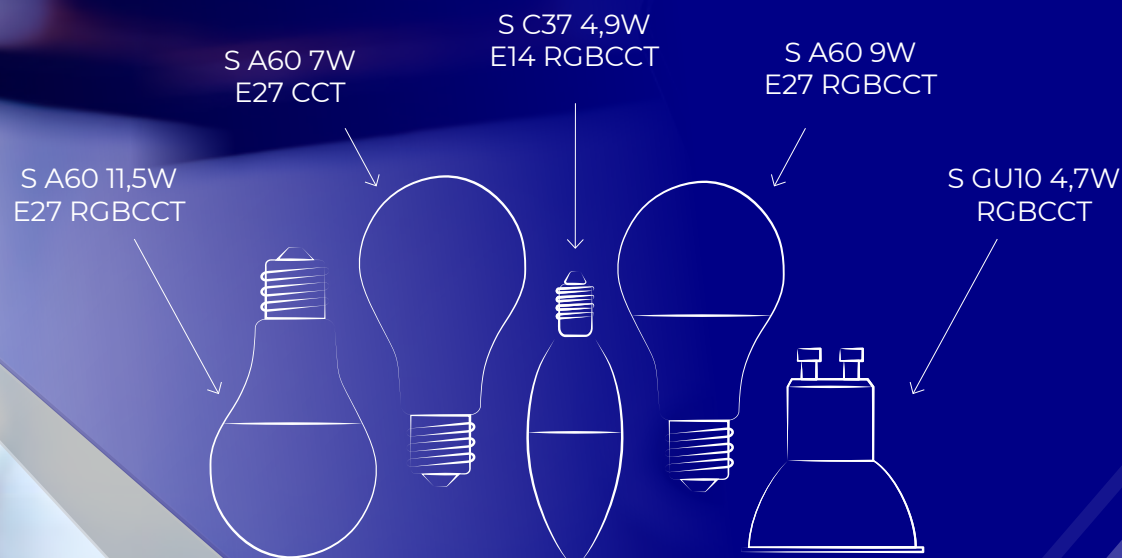 S A60 11,5W
E27 RGBCCT
S A60 7W
E27 CCT
S C37 4,9W
E14 RGBCCT
S A60 9W
E27 RGBCCT
S GU10 4,7W
RGBCCT